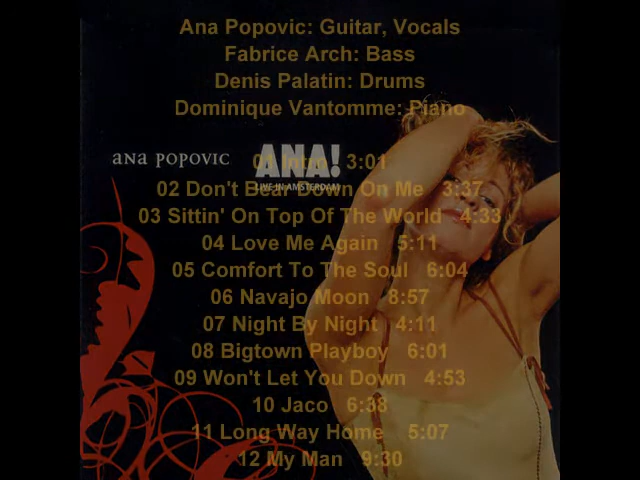 Ana Popovic: Guitar, Vocals
Fabrice Arch: Bass
Denis Palatin: Drums
Dominique Vantomme: Piano
ana popovic
ANA!
LIVE IN AMSTERDAM
01 Intro 3:01
02 Don't Bear Down On Me 3:37
03 Sittin' On Top Of The World 4:33
04 Love Me Again 5:11
05 Comfort To The Soul 6:04
06 Navajo Moon 8:57
07 Night By Night 4:11
08 Bigtown Playboy 6:01
09 Won't Let You Down 4:53
10 Jaco 6:38
11 Long Way Home 5:07
12 My Man 9:30